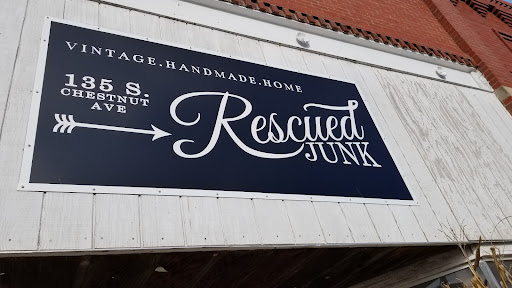 VINTAGE.HANDMADE.HOME
135 S.
CHESTNUT
AVE
Rescued
JUNK